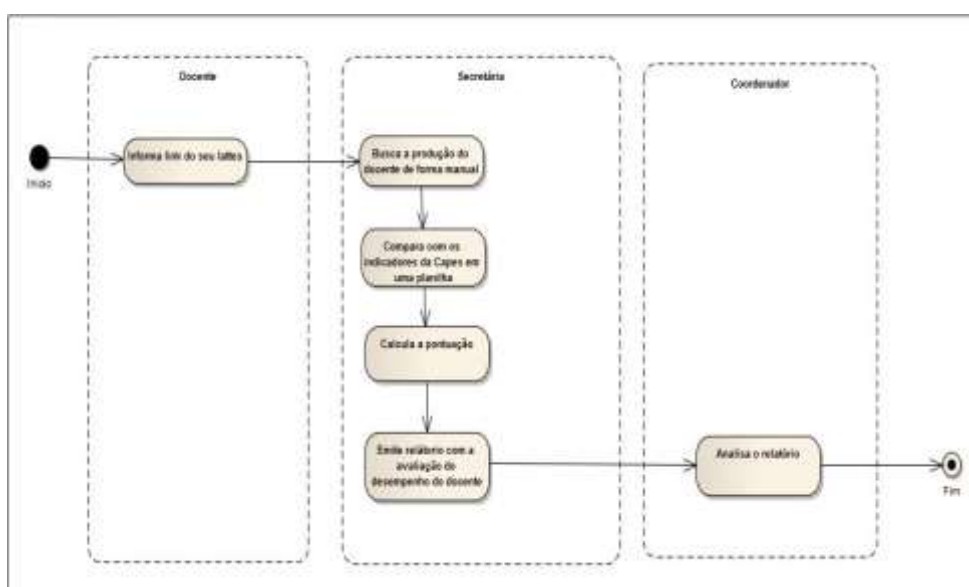 Docente
Secretária
Coordenador
Início
Informa link do seu lattes
Busca a produção do
docente de forma manual
Compara com os
indicadores da Capes em
uma planilha
Calcula a pontuação
Emite relatório com a
avaliação do
desempenho do docente
Analisa o relatório
Fim